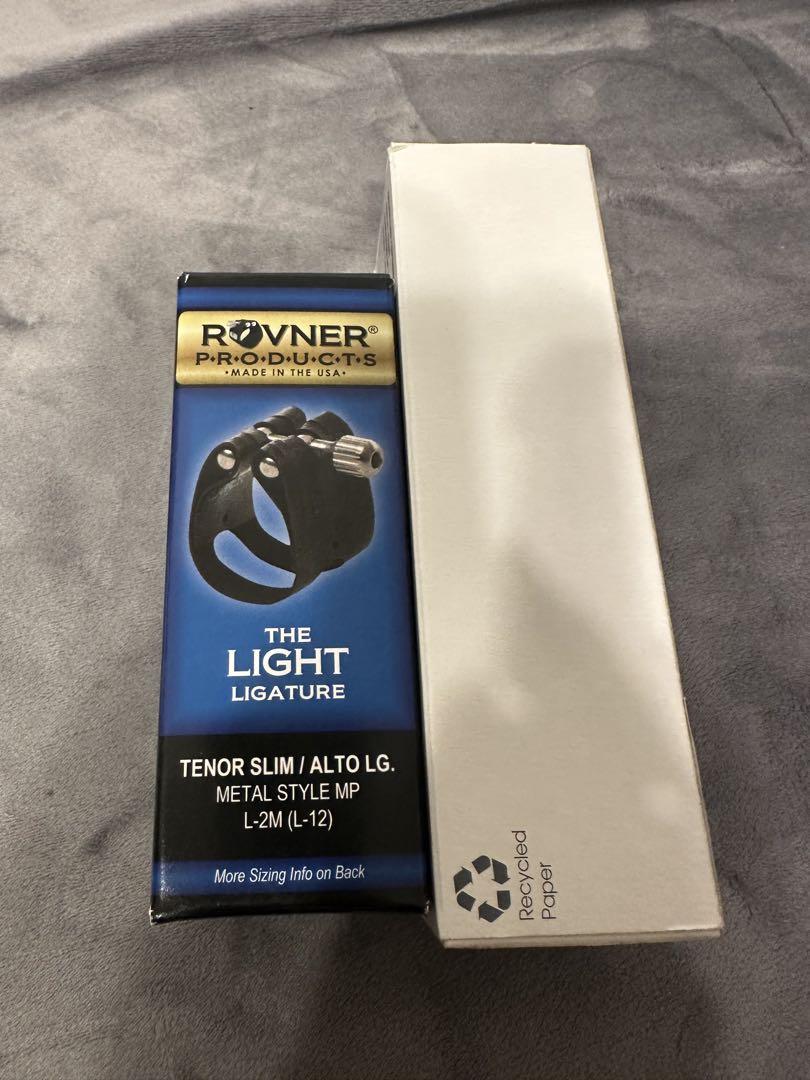 ROVNER®
P•R•O•D•U•C•T•S
•MADE IN THE USA•
THE
LIGHT
LIGATURE
TENOR SLIM / ALTO LG.
METAL STYLE MP
L-2M (L-12)
More Sizing Info on Back
Recycled
Paper